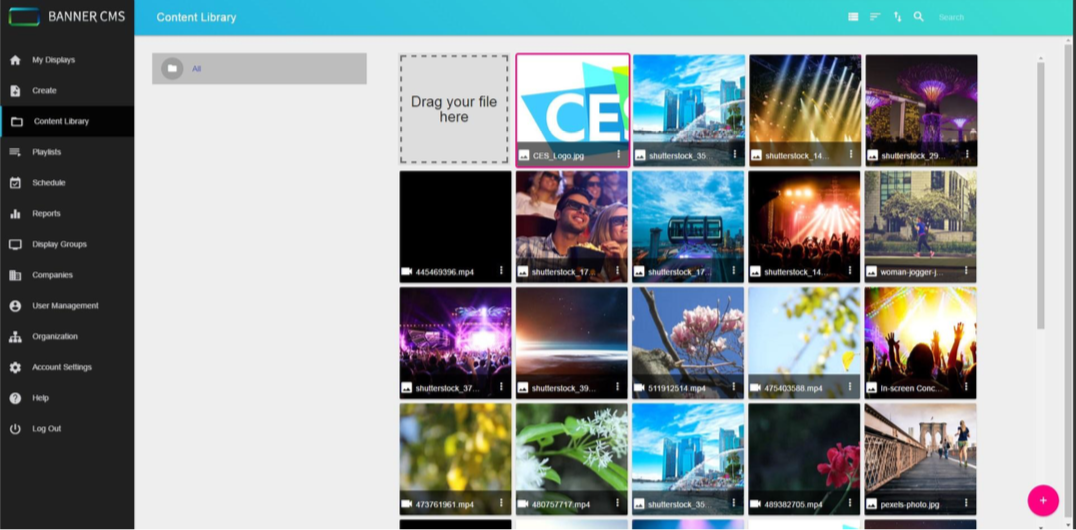 BANNER CMS
Content Library
Search
My Displays
Create
Content Library
Playlists
Schedule
Reports
Display Groups
Companies
User Management
Organization
Account Settings
Help
Log Out
All
Drag your file
here
CES
CES_Logo.jpg
shutterstock_35
shutterstock_14...
shutterstock_29
445469396.mp4
shutterstock_17...
shutterstock_17...
shutterstock_14...
woman-jogger-j...
shutterstock_37...
shutterstock_39...
511912514.mp4
475403588.mp4
In-screen Conc...
473761961.mp4
480757717.mp4
shutterstock_35
489382705.mp4
pexels-photo.jpg